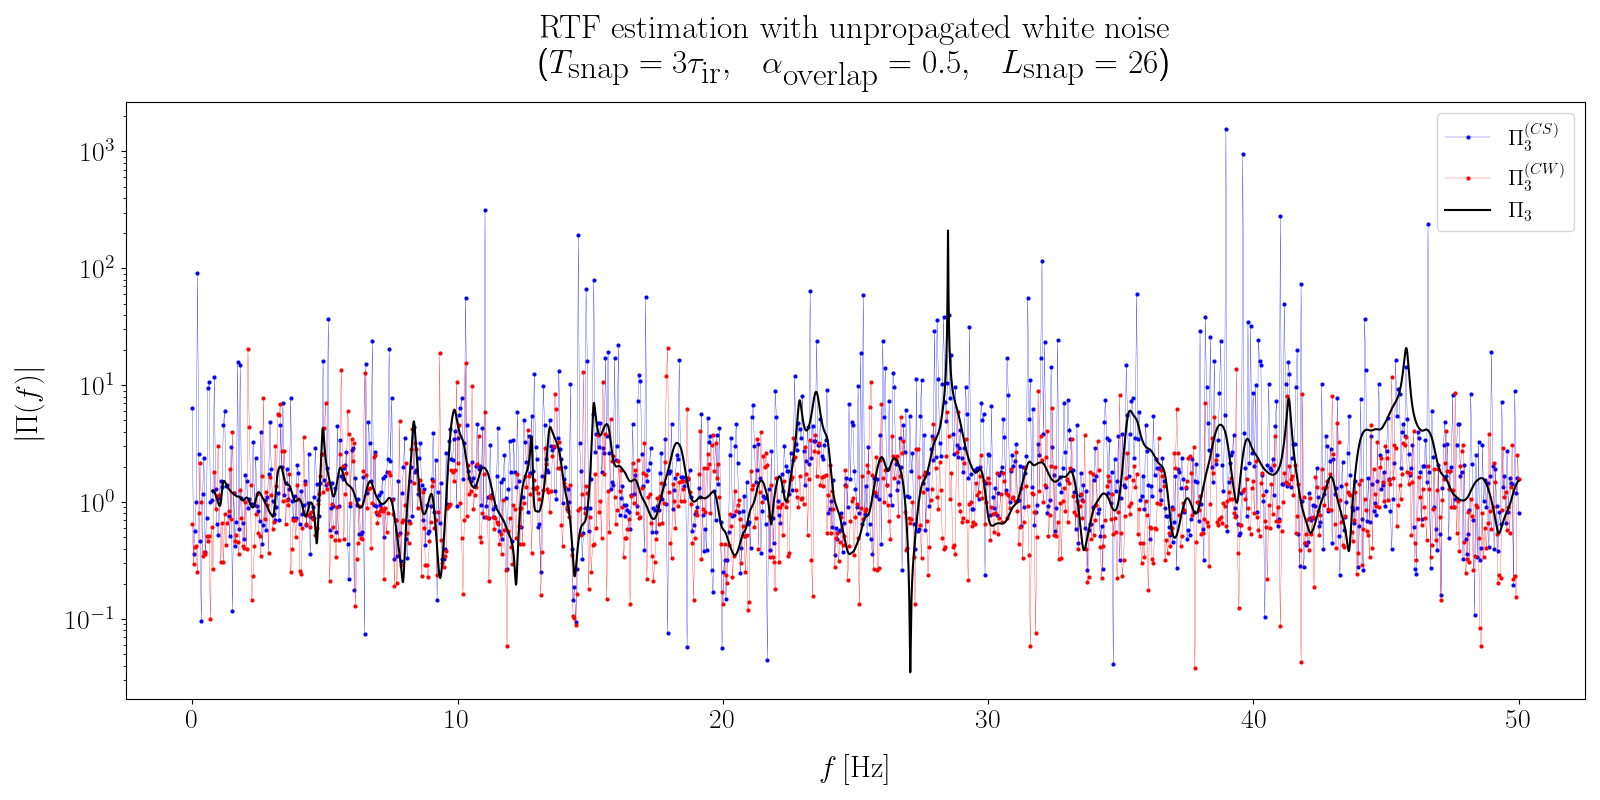 RTF estimation with unpropagated white noise
(T_snap = 3τ_ir, α_overlap = 0.5, L_snap = 26)
Π_3^(CS)
Π_3^(CW)
Π_3
|Π(f)|
10^3
10^2
10^1
10^0
10^−1
0 10 20 30 40 50
f [Hz]